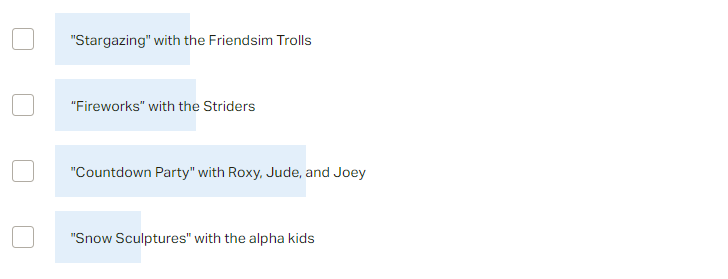 "Stargazing" with the Friendsim Trolls
“Fireworks” with the Striders
"Countdown Party" with Roxy, Jude, and Joey
"Snow Sculptures" with the alpha kids